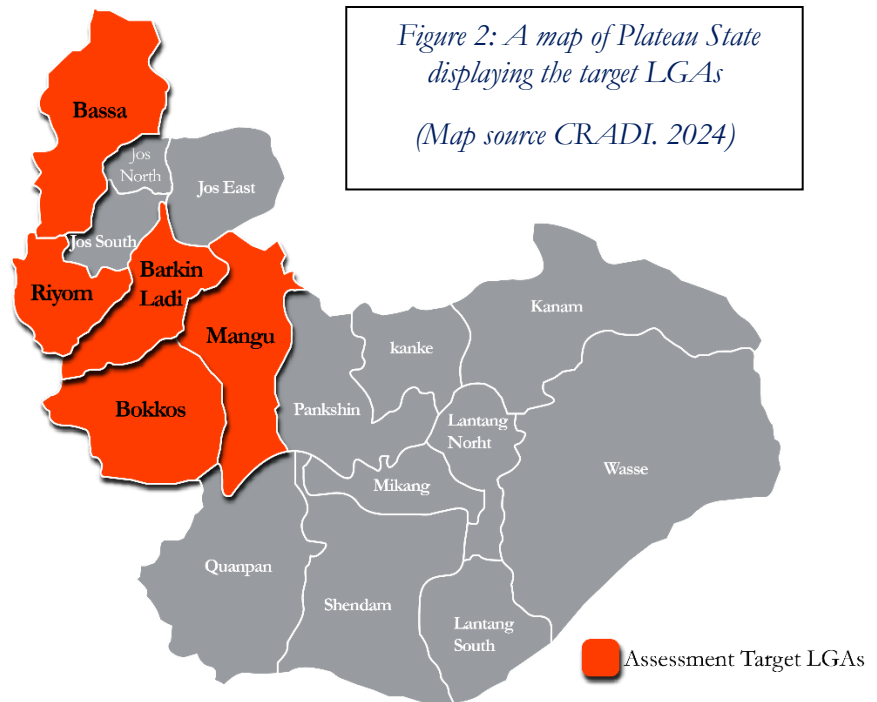 Figure 2: A map of Plateau State
displaying the target LGAs
(Map source CRADI. 2024)
Bassa
Jos
North
Jos East
Jos South
Barkin
Ladi
Riyom
Mangu
Kanam
kanke
Bokkos
Pankshin
Lantang
Norht
Wasse
Mikang
Quanpan
Shendam
Lantang
South
Assessment Target LGAs